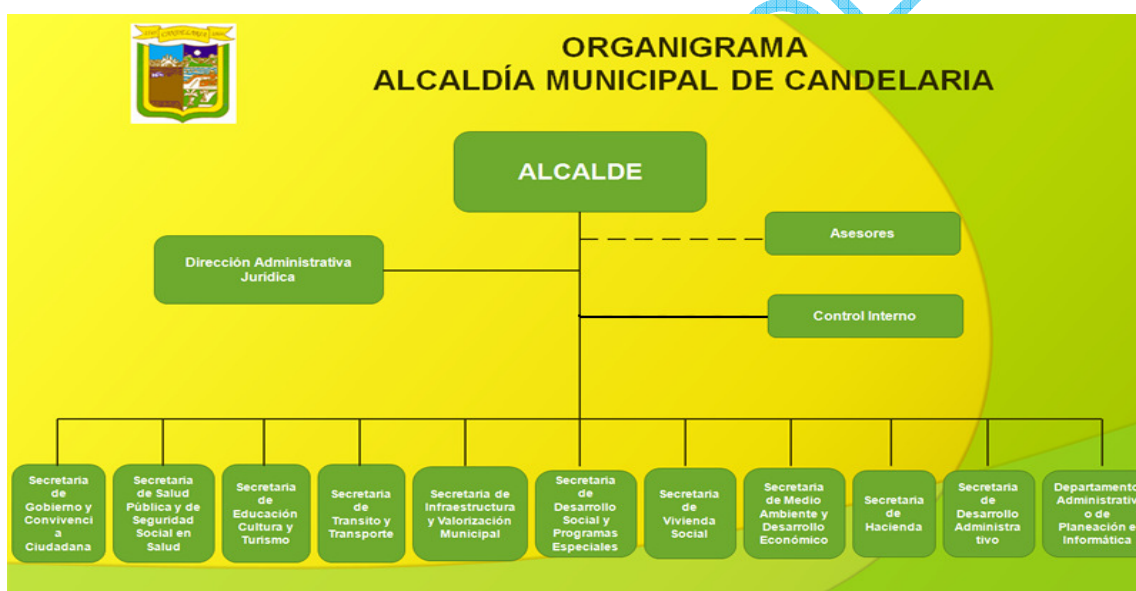 ORGANIGRAMA
ALCALDÍA MUNICIPAL DE CANDELARIA
CANDELARIA
ALCALDE
Asesores
Dirección Administrativa
Juridica
Control Interno
Secretaria
de
Gobierno y
Convivenci
a
Ciudadana
Secretaria
de Salud
Pública y de
Seguridad
Social en
Salud
Secretaria
de
Educación
Cultura y
Turismo
Secretaria
de
Transito y
Transporte
Secretaria de
Infraestructura
y Valorización
Municipal
Secretaria
de
Desarrollo
Social y
Programas
Especiales
Secretaria
de
Vivienda
Social
Secretaria
de Medio
Ambiente y
Desarrollo
Económico
Secretaria
de
Hacienda
Secretaria
de
Desarrollo
Administra
tivo
Departamento
Administrativ
o de
Planeación e
Informática